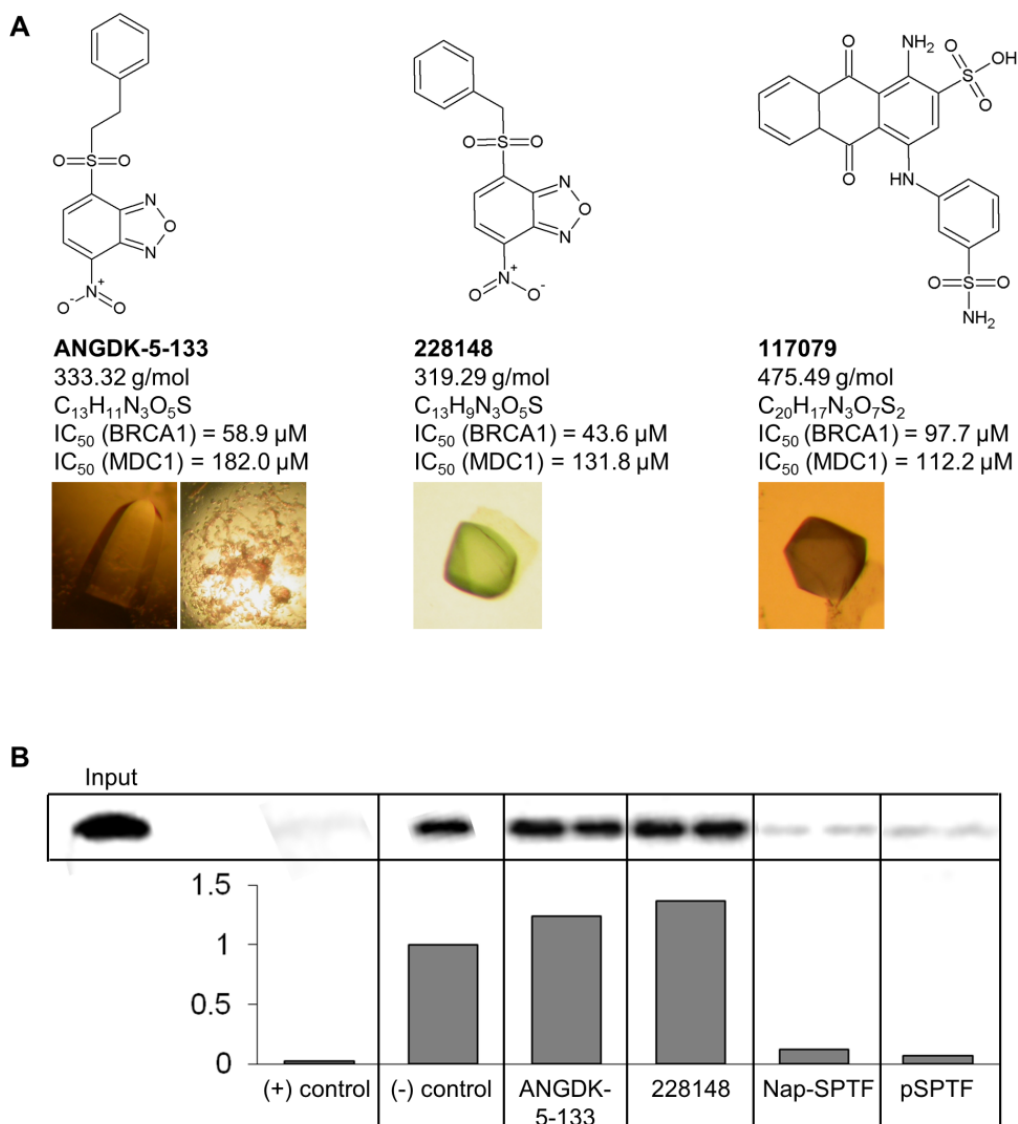 A
O
NH₂
O
S
OH
O
O
HN
O=S=O
NH₂
O=S=O
N
O
N
N⁺
O⁻
O
O=S=O
N
O
N
N⁺
O
O⁻
ANGDK-5-133
333.32 g/mol
C₁₃H₁₁N₃O₅S
IC₅₀ (BRCA1) = 58.9 µM
IC₅₀ (MDC1) = 182.0 µM
228148
319.29 g/mol
C₁₃H₉N₃O₅S
IC₅₀ (BRCA1) = 43.6 µM
IC₅₀ (MDC1) = 131.8 µM
117079
475.49 g/mol
C₂₀H₁₇N₃O₇S₂
IC₅₀ (BRCA1) = 97.7 µM
IC₅₀ (MDC1) = 112.2 µM
B
Input
1.5
1
0.5
0
(+) control
(-) control
ANGDK-
5-133
228148
Nap-SPTF
pSPTF